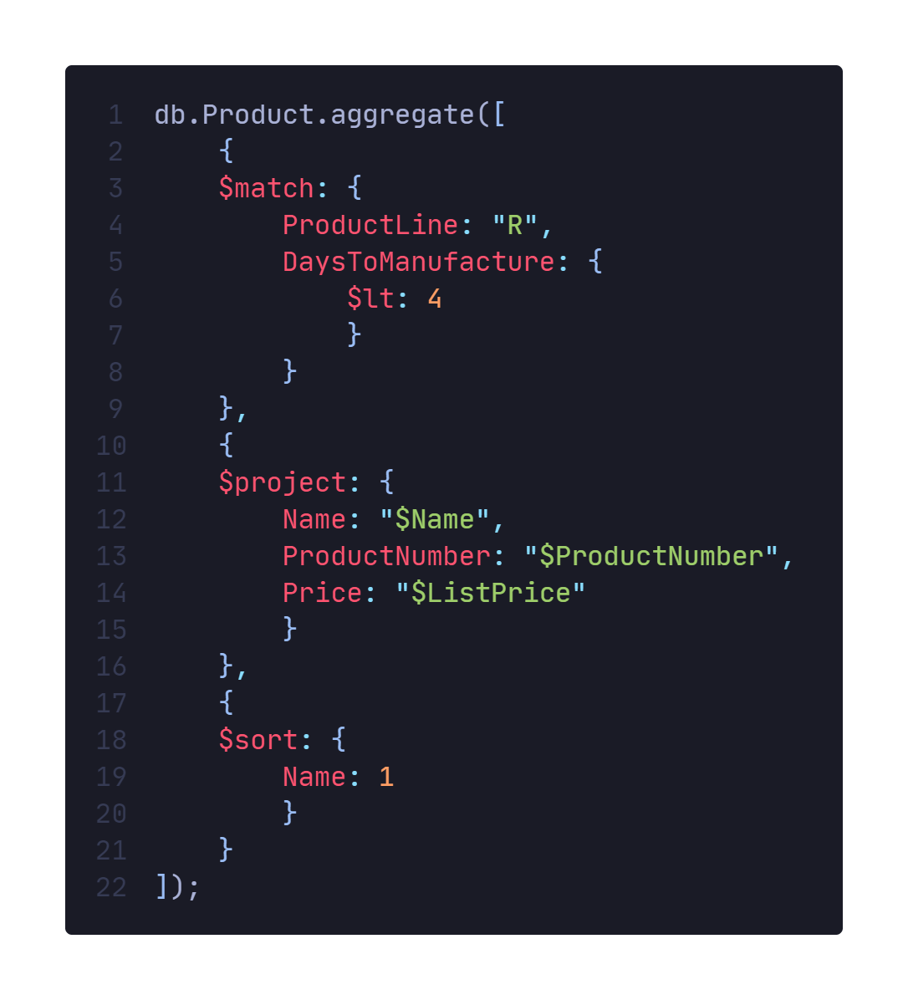 1 db.Product.aggregate([
2 {
3 $match: {
4 ProductLine: "R",
5 DaysToManufacture: {
6 $lt: 4
7 }
8 }
9 },
10 {
11 $project: {
12 Name: "$Name",
13 ProductNumber: "$ProductNumber",
14 Price: "$ListPrice"
15 }
16 },
17 {
18 $sort: {
19 Name: 1
20 }
21 }
22 ]);